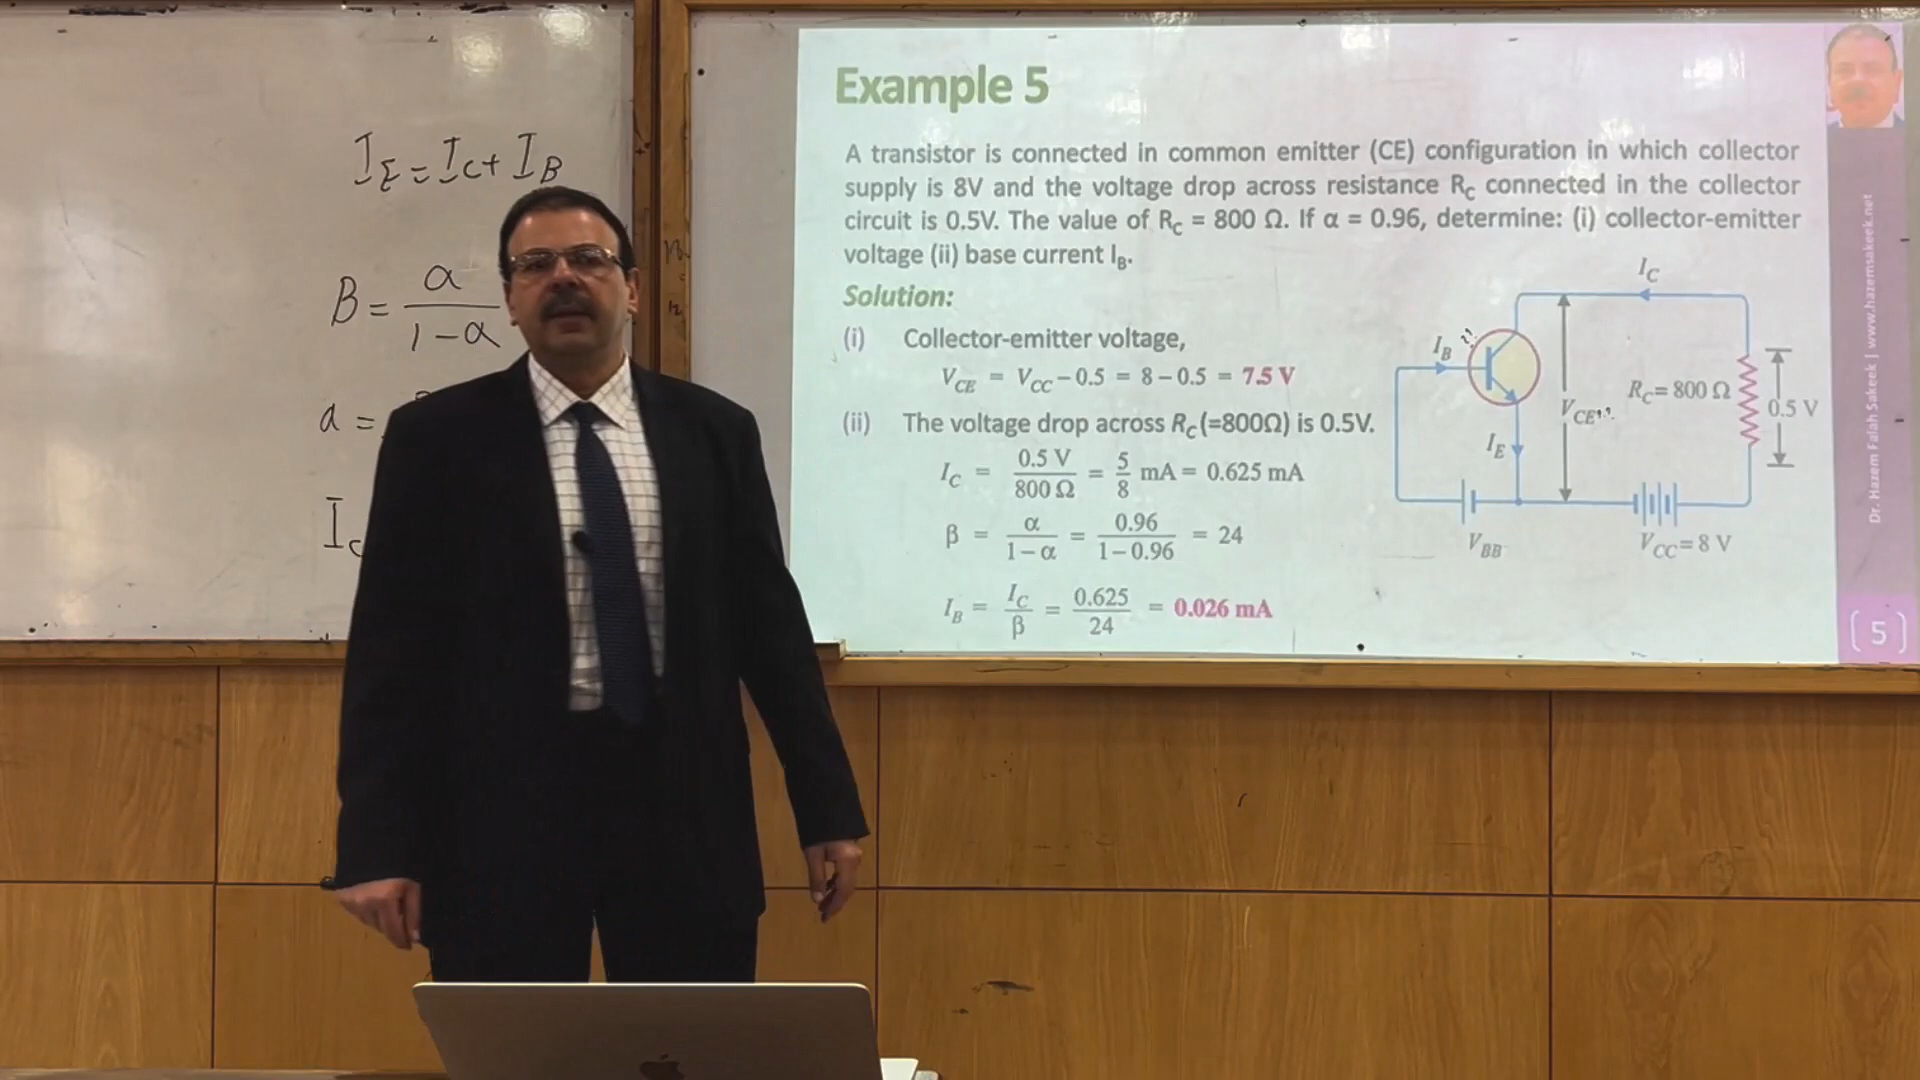 I_E = I_C + I_B
B = α / 1 - α
α =
I_C
Example 5
A transistor is connected in common emitter (CE) configuration in which collector
supply is 8V and the voltage drop across resistance R_C connected in the collector
circuit is 0.5V. The value of R_C = 800 Ω. If α = 0.96, determine: (i) collector-emitter
voltage (ii) base current I_B.
Solution:
(i) Collector-emitter voltage,
V_CE = V_CC – 0.5 = 8 – 0.5 = 7.5 V
(ii) The voltage drop across R_C (=800Ω) is 0.5V.
I_C = 0.5 V / 800 Ω = 5/8 mA = 0.625 mA
β = α / 1 – α = 0.96 / 1 – 0.96 = 24
I_B = I_C / β = 0.625 / 24 = 0.026 mA
I_C
I_B
R_C = 800 Ω
0.5 V
V_CE
I_E
V_BB
V_CC = 8 V
Dr. Hazem Falah Sakeek | www.hazemsakeek.net
[ 5 ]